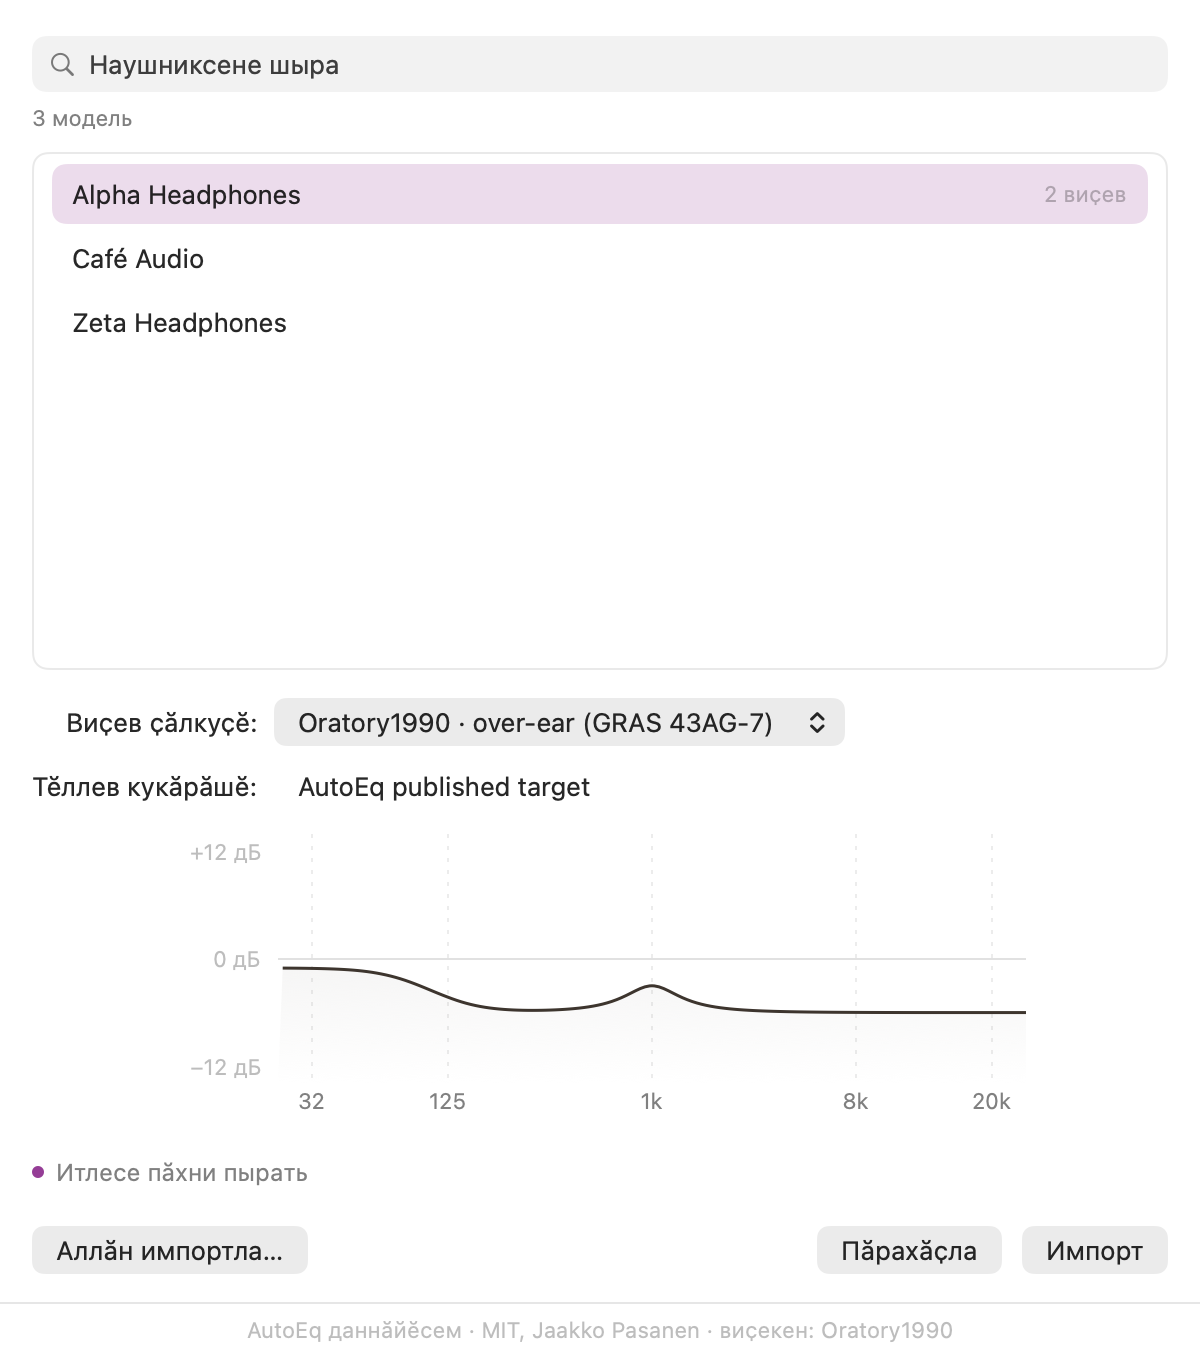 Наушниксене шыра
3 модель
Alpha Headphones 2 виҫев
Café Audio
Zeta Headphones
Виҫев ҫӑлкуҫӗ: Oratory1990 · over-ear (GRAS 43AG-7)
Тӗллев кукӑрӑшӗ: AutoEq published target
+12 дБ
0 дБ
−12 дБ
32 125 1k 8k 20k
Итлесе пӑхни пырать
Аллӑн импортла... Пӑрахӑҫла Импорт
AutoEq даннӑйӗсем · MIT, Jaakko Pasanen · виҫекен: Oratory1990